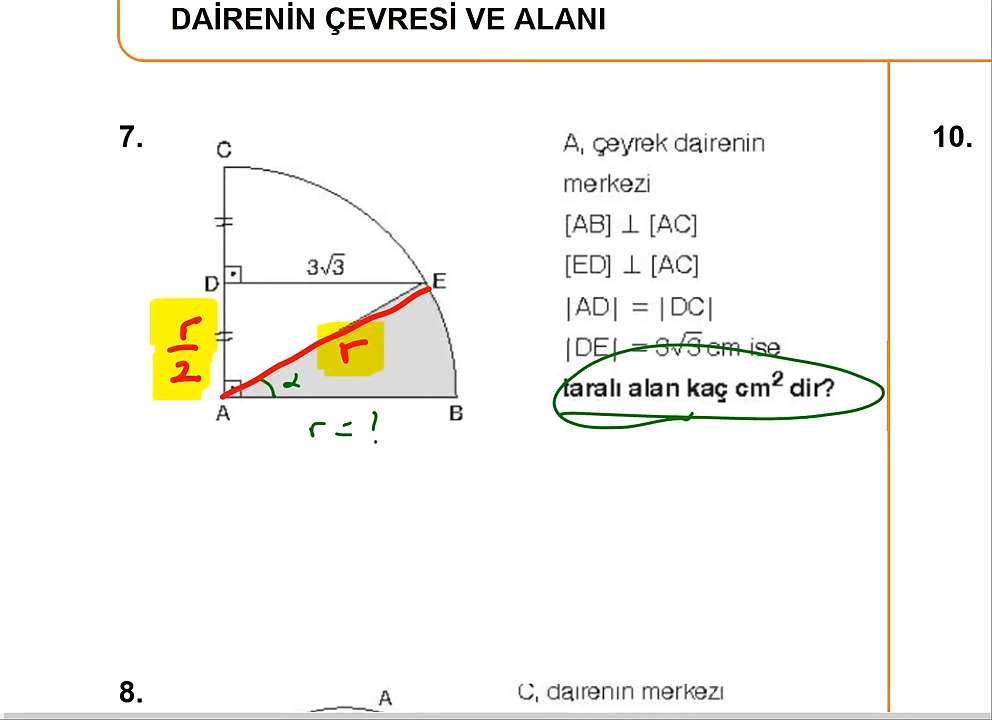 DAİRENİN ÇEVRESİ VE ALANI
7.
C
3√3
D
E
r/2
r
α
A
B
r = ?
A, çeyrek dairenin
merkezi
[AB] ⊥ [AC]
[ED] ⊥ [AC]
|AD| = |DC|
|DE| = 3√3 cm ise
taralı alan kaç cm² dir?
10.
8.
A
C, dairenin merkezi